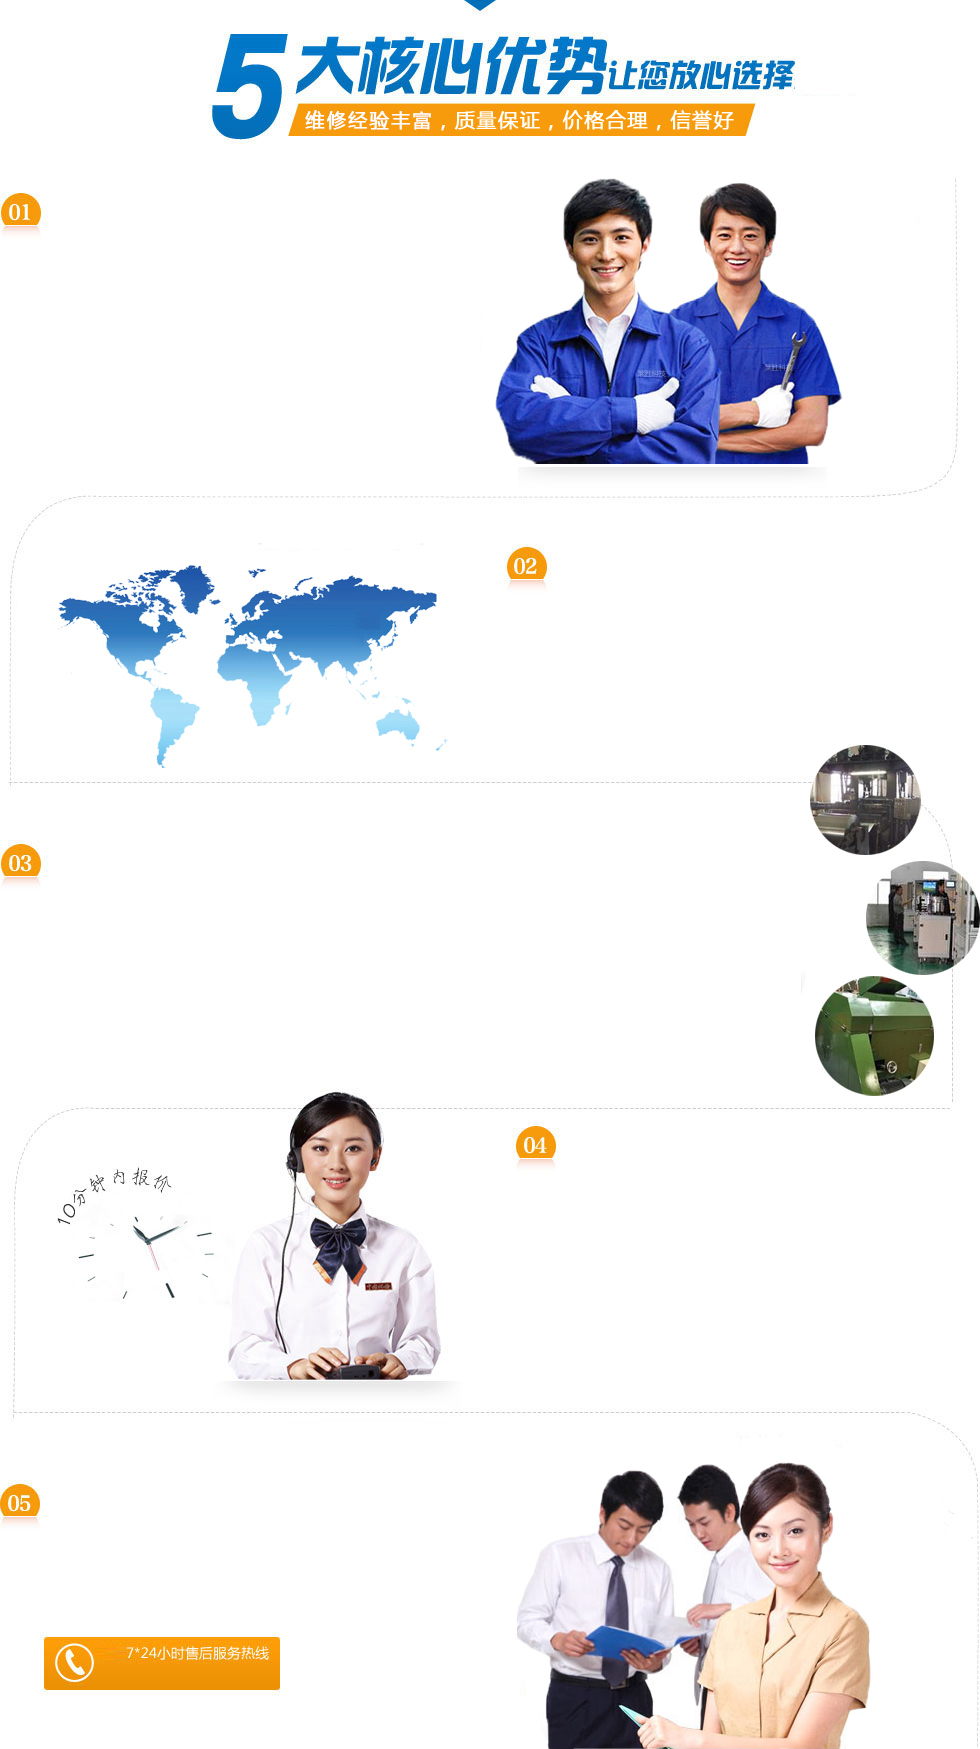 5大核心优势让您放心选择
维修经验丰富，质量保证，价格合理，信誉好
01
02
03
10分钟内报价
04
05
7*24小时售后服务热线